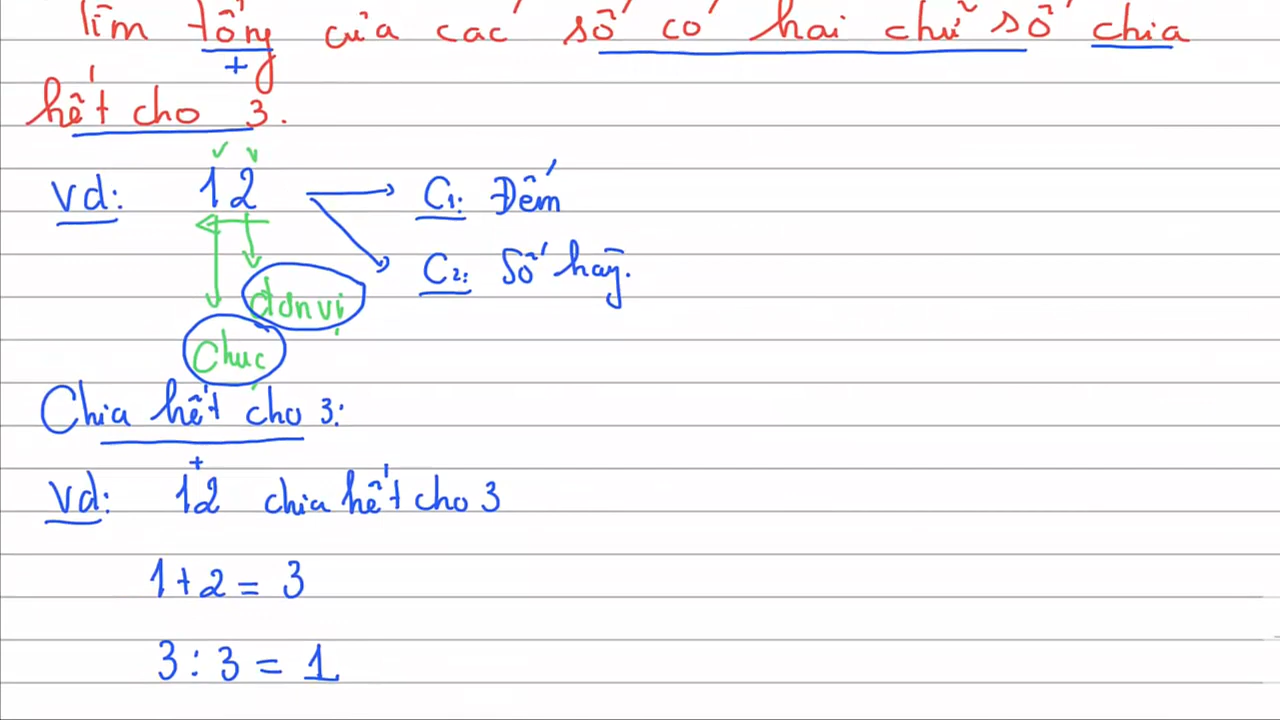 Tìm tổng của các số có hai chữ số chia
+
hết cho 3.
vd: 12
C1: Đếm
C2: Số hạng.
đơn vị
Chục
Chia hết cho 3:
+
Vd: 12 chia hết cho 3
1+2 = 3
3 : 3 = 1